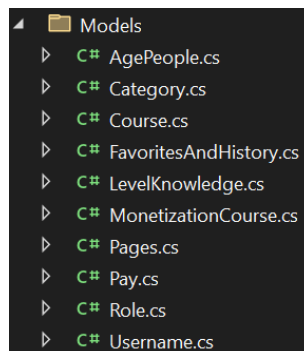 Models
C# AgePeople.cs
C# Category.cs
C# Course.cs
C# FavoritesAndHistory.cs
C# LevelKnowledge.cs
C# MonetizationCourse.cs
C# Pages.cs
C# Pay.cs
C# Role.cs
C# Username.cs